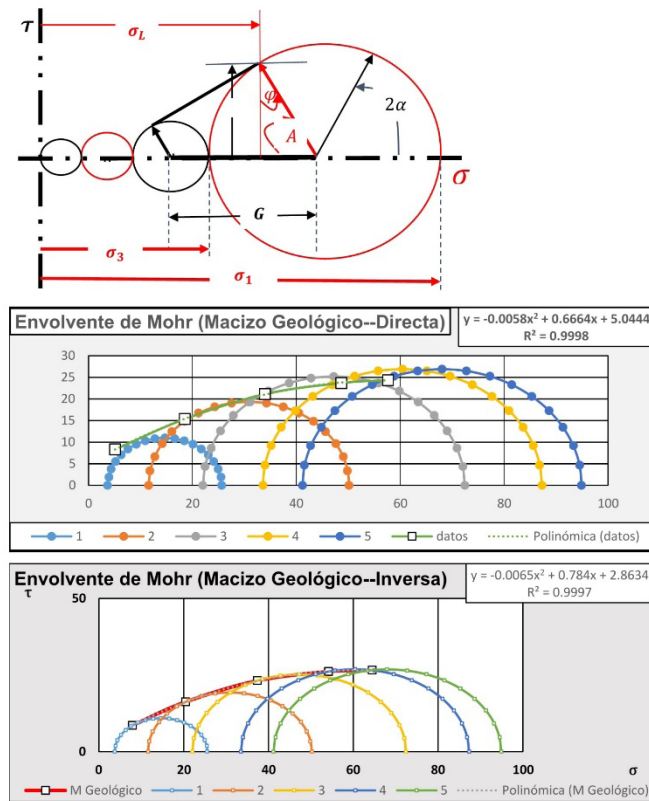 τ
σ_L
φ
2α
A
σ
G
σ₃
σ₁
Envolvente de Mohr (Macizo Geológico--Directa)
y = -0.0058x² + 0.6664x + 5.0444
R² = 0.9998
30
25
20
15
10
5
0
0 20 40 60 80 100
1 2 3 4 5 datos Polinómica (datos)
Envolvente de Mohr (Macizo Geológico--Inversa)
y = -0.0065x² + 0.784x + 2.8634
R² = 0.9997
τ
50
0
0 20 40 60 80 100
σ
M Geológico 1 2 3 4 5 Polinómica (M Geológico)